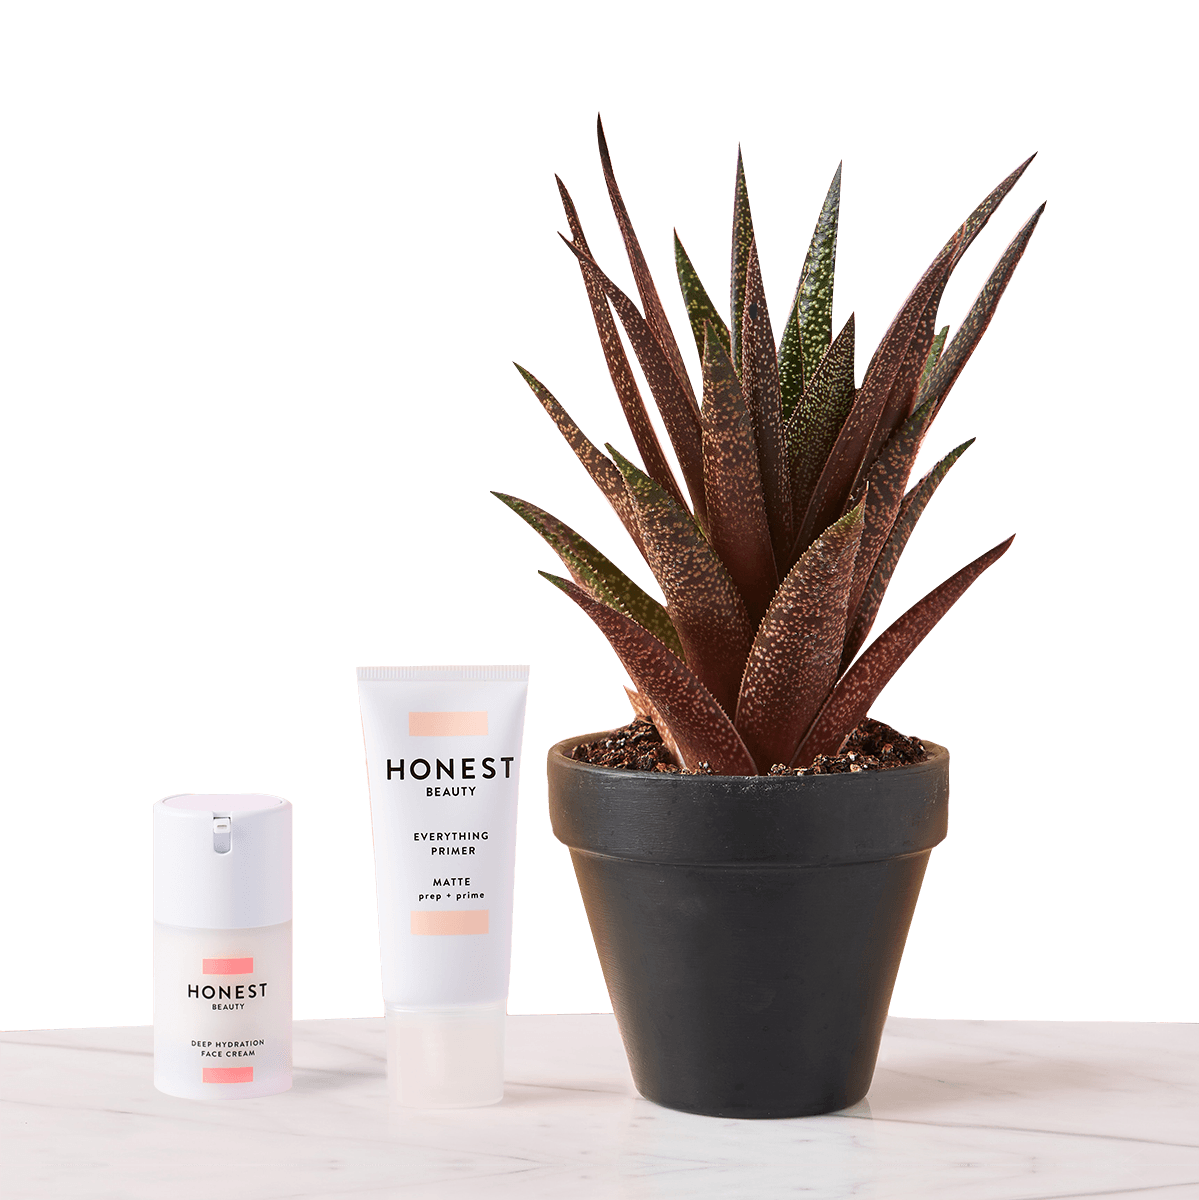 HONEST
BEAUTY
EVERYTHING
PRIMER
MATTE
prep + prime
HONEST
BEAUTY
DEEP HYDRATION
FACE CREAM